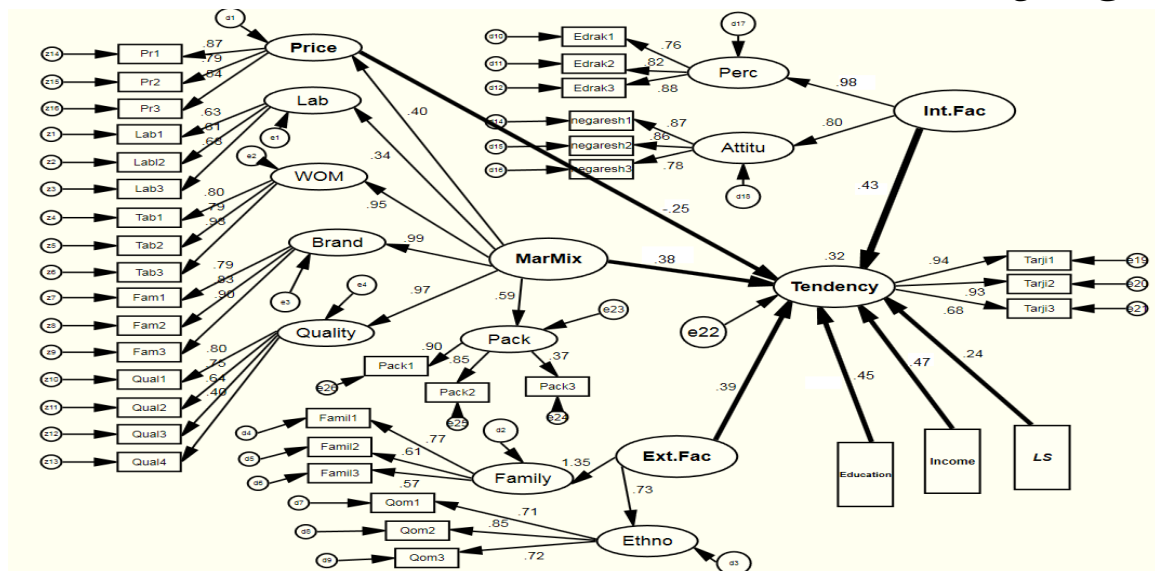 d1
z14
Pr1
.87
Price
z15
Pr2
.79
z16
Pr3
.84
z1
Lab1
.63
Lab
z2
Labl2
.61
e1
z3
Lab3
.68
e2
z4
Tab1
.80
WOM
z5
Tab2
.79
z6
Tab3
.98
z7
Fam1
.79
Brand
z8
Fam2
.83
e3
z9
Fam3
.90
e4
z10
Qual1
.80
Quality
z11
Qual2
.75
z12
Qual3
.64
z13
Qual4
.40
.40
.34
.95
.99
.97
.59
MarMix
.38
-.25
d17
d10
Edrak1
.76
d11
Edrak2
.82
Perc
d12
Edrak3
.88
.98
Int.Fac
negaresh1
.87
.80
d15
negaresh2
.86
Attitu
d16
negaresh3
.78
d18
.43
.32
Tendency
.94
Tarji1
e19
.93
Tarji2
e20
.68
Tarji3
e21
e22
Pack
e23
.90
.85
.37
Pack1
e26
Pack2
e25
Pack3
e24
.39
.45
.47
.24
Education
Income
LS
d4
Famil1
.77
d2
d5
Famil2
.61
d6
Famil3
.57
Family
1.35
Ext.Fac
.73
d7
Qom1
.71
d8
Qom2
.85
Ethno
d9
Qom3
.72
d3